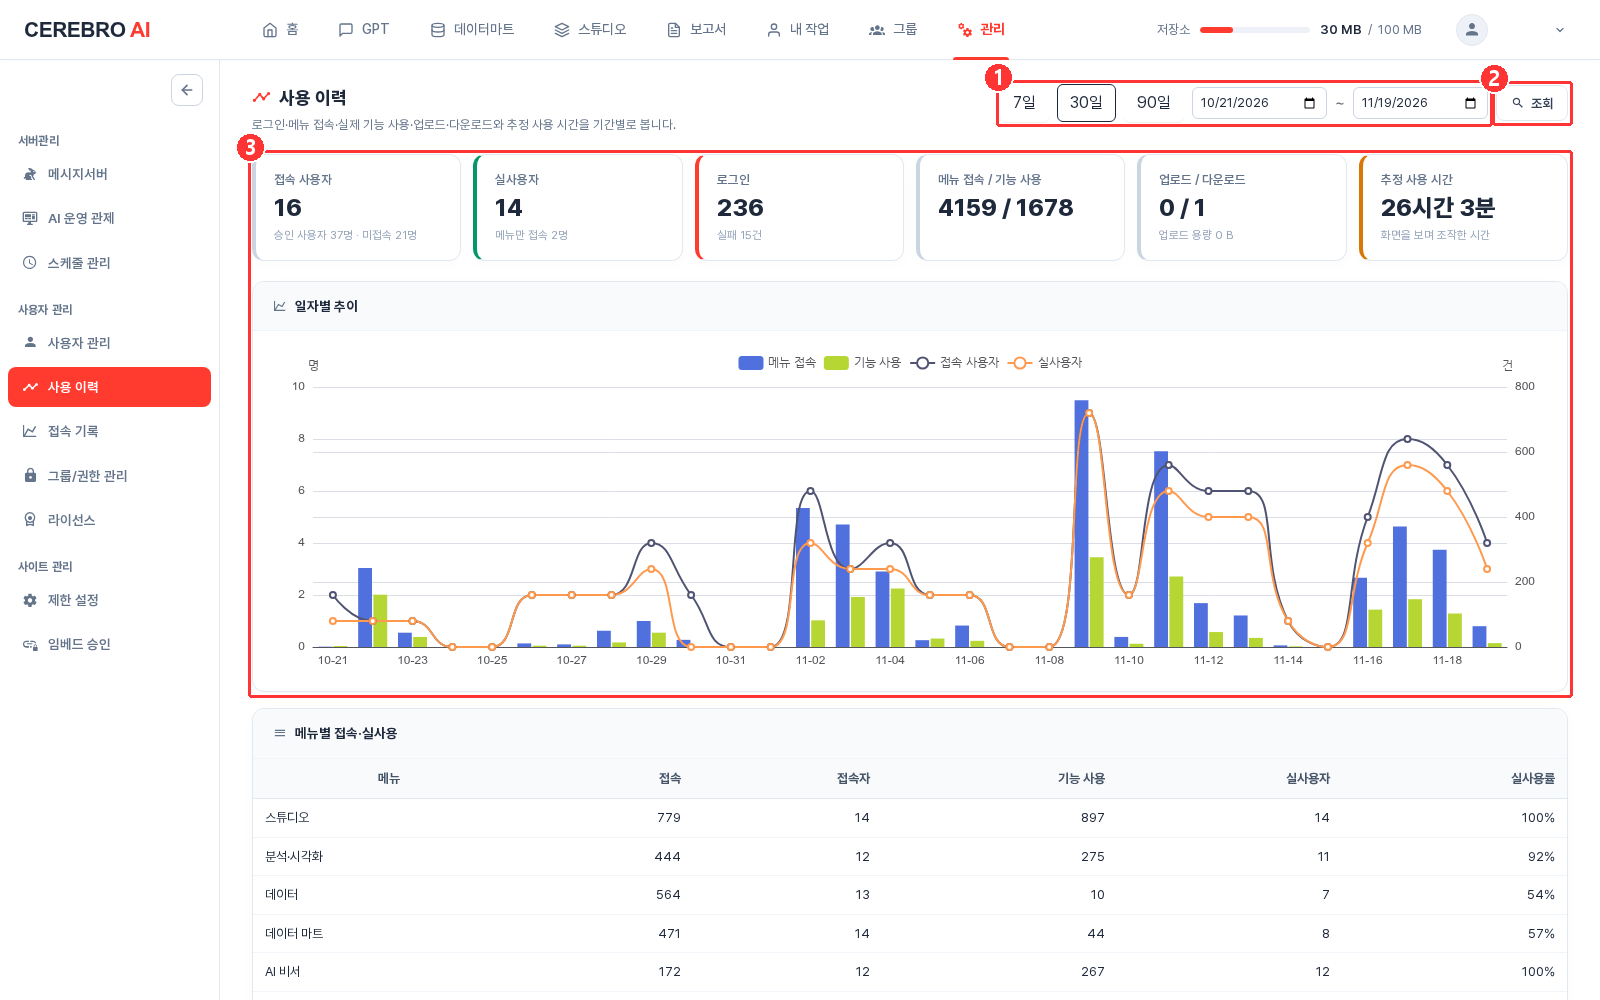 CEREBRO AI
홈
GPT
데이터마트
스튜디오
보고서
내 작업
그룹
관리
저장소
30 MB / 100 MB
서버관리
메시지서버
AI 운영 관제
스케줄 관리
사용자 관리
사용자 관리
사용 이력
접속 기록
그룹/권한 관리
라이선스
사이트 관리
제한 설정
임베드 승인
사용 이력
로그인·메뉴 접속·실제 기능 사용·업로드·다운로드와 추정 사용 시간을 기간별로 봅니다.
1
7일
30일
90일
10/21/2026
~
11/19/2026
2
조회
3
접속 사용자
16
승인 사용자 37명 · 미접속 21명
실사용자
14
메뉴만 접속 2명
로그인
236
실패 15건
메뉴 접속 / 기능 사용
4159 / 1678
업로드 / 다운로드
0 / 1
업로드 용량 0 B
추정 사용 시간
26시간 3분
화면을 보며 조작한 시간
일자별 추이
명
메뉴 접속
기능 사용
접속 사용자
실사용자
건
10
8
6
4
2
0
800
600
400
200
0
10-21
10-23
10-25
10-27
10-29
10-31
11-02
11-04
11-06
11-08
11-10
11-12
11-14
11-16
11-18
메뉴별 접속·실사용
메뉴 접속 접속자 기능 사용 실사용자 실사용률
스튜디오 779 14 897 14 100%
분석·시각화 444 12 275 11 92%
데이터 564 13 10 7 54%
데이터 마트 471 14 44 8 57%
AI 비서 172 12 267 12 100%